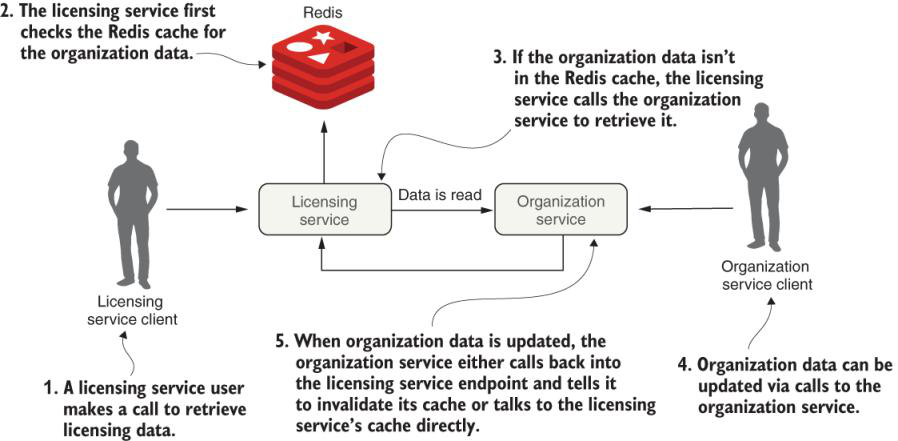 2. The licensing service first
checks the Redis cache for
the organization data.
Redis
3. If the organization data isn't
in the Redis cache, the licensing
service calls the organization
service to retrieve it.
Licensing
service
Data is read
Organization
service
Licensing
service client
Organization
service client
1. A licensing service user
makes a call to retrieve
licensing data.
5. When organization data is updated, the
organization service either calls back into
the licensing service endpoint and tells it
to invalidate its cache or talks to the licensing
service's cache directly.
4. Organization data can be
updated via calls to the
organization service.